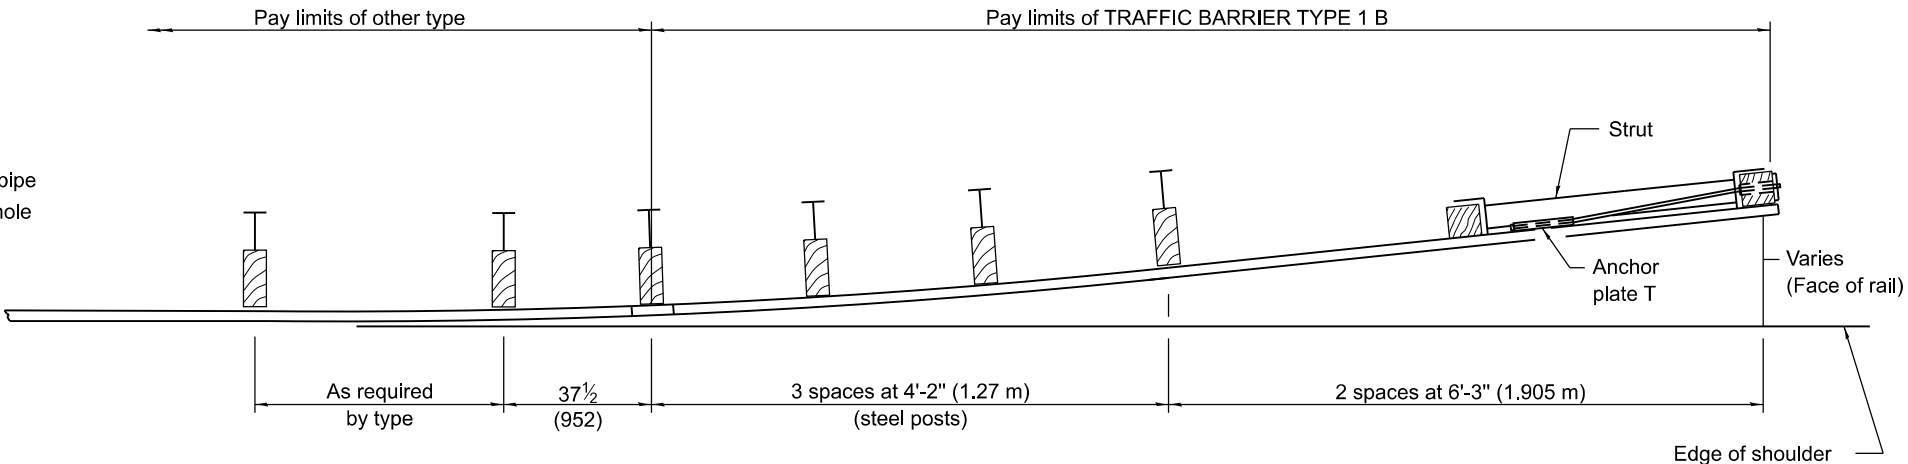 Pay limits of other type
Pay limits of TRAFFIC BARRIER TYPE 1 B
Strut
pipe
hole
Anchor
plate T
Varies
(Face of rail)
As required
by type
37½
(952)
3 spaces at 4'-2" (1.27 m)
(steel posts)
2 spaces at 6'-3" (1.905 m)
Edge of shoulder